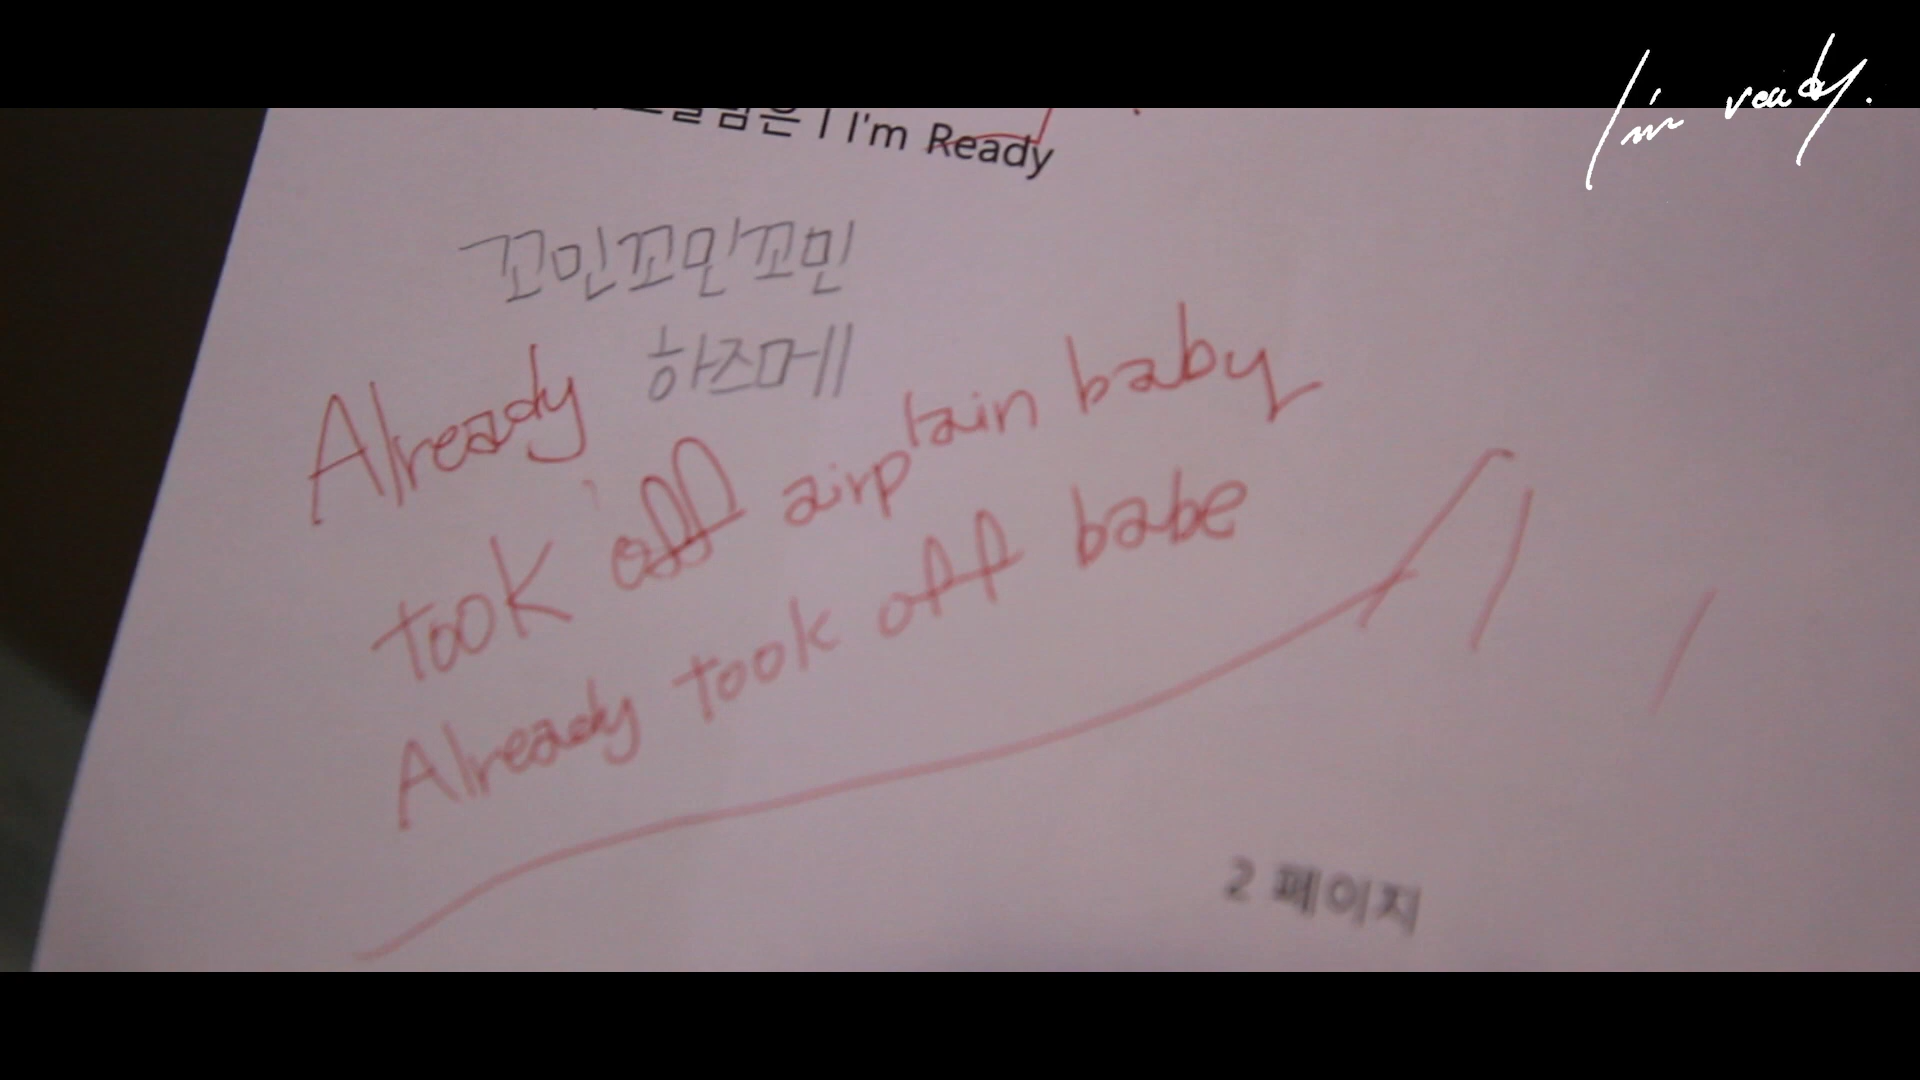 I'm ready.
I I'm Ready
꼬민꼬민꼬민
하즈메
Already
took off airplain baby
Already took off babe
2 페이지